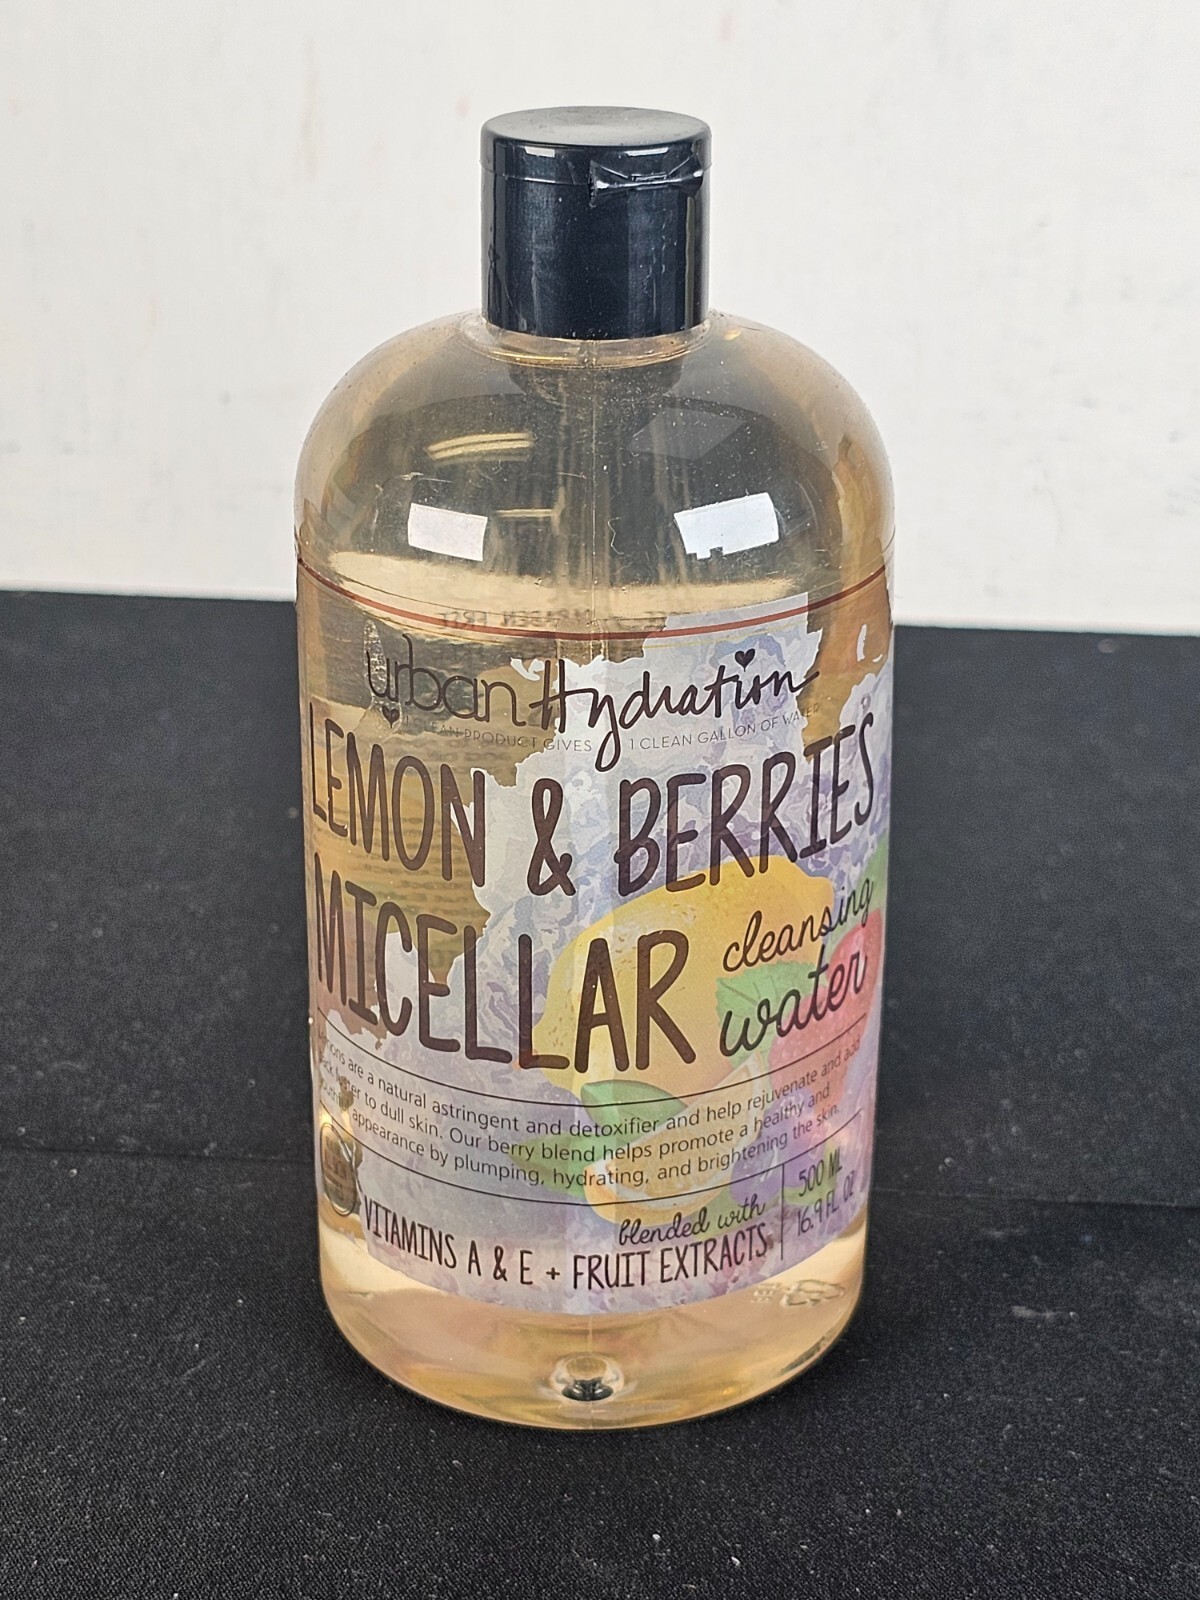 urban Hydration
CLEAN PRODUCT GIVES 1 CLEAN GALLON OF WATER
LEMON & BERRIES
MICELLAR cleansing
water
are a natural astringent and detoxifier and help rejuvenate and add
to dull skin. Our berry blend helps promote a healthy and
appearance by plumping, hydrating, and brightening the skin.
VITAMINS A & E + blended with FRUIT EXTRACTS
500 ML
16.9 FL OZ